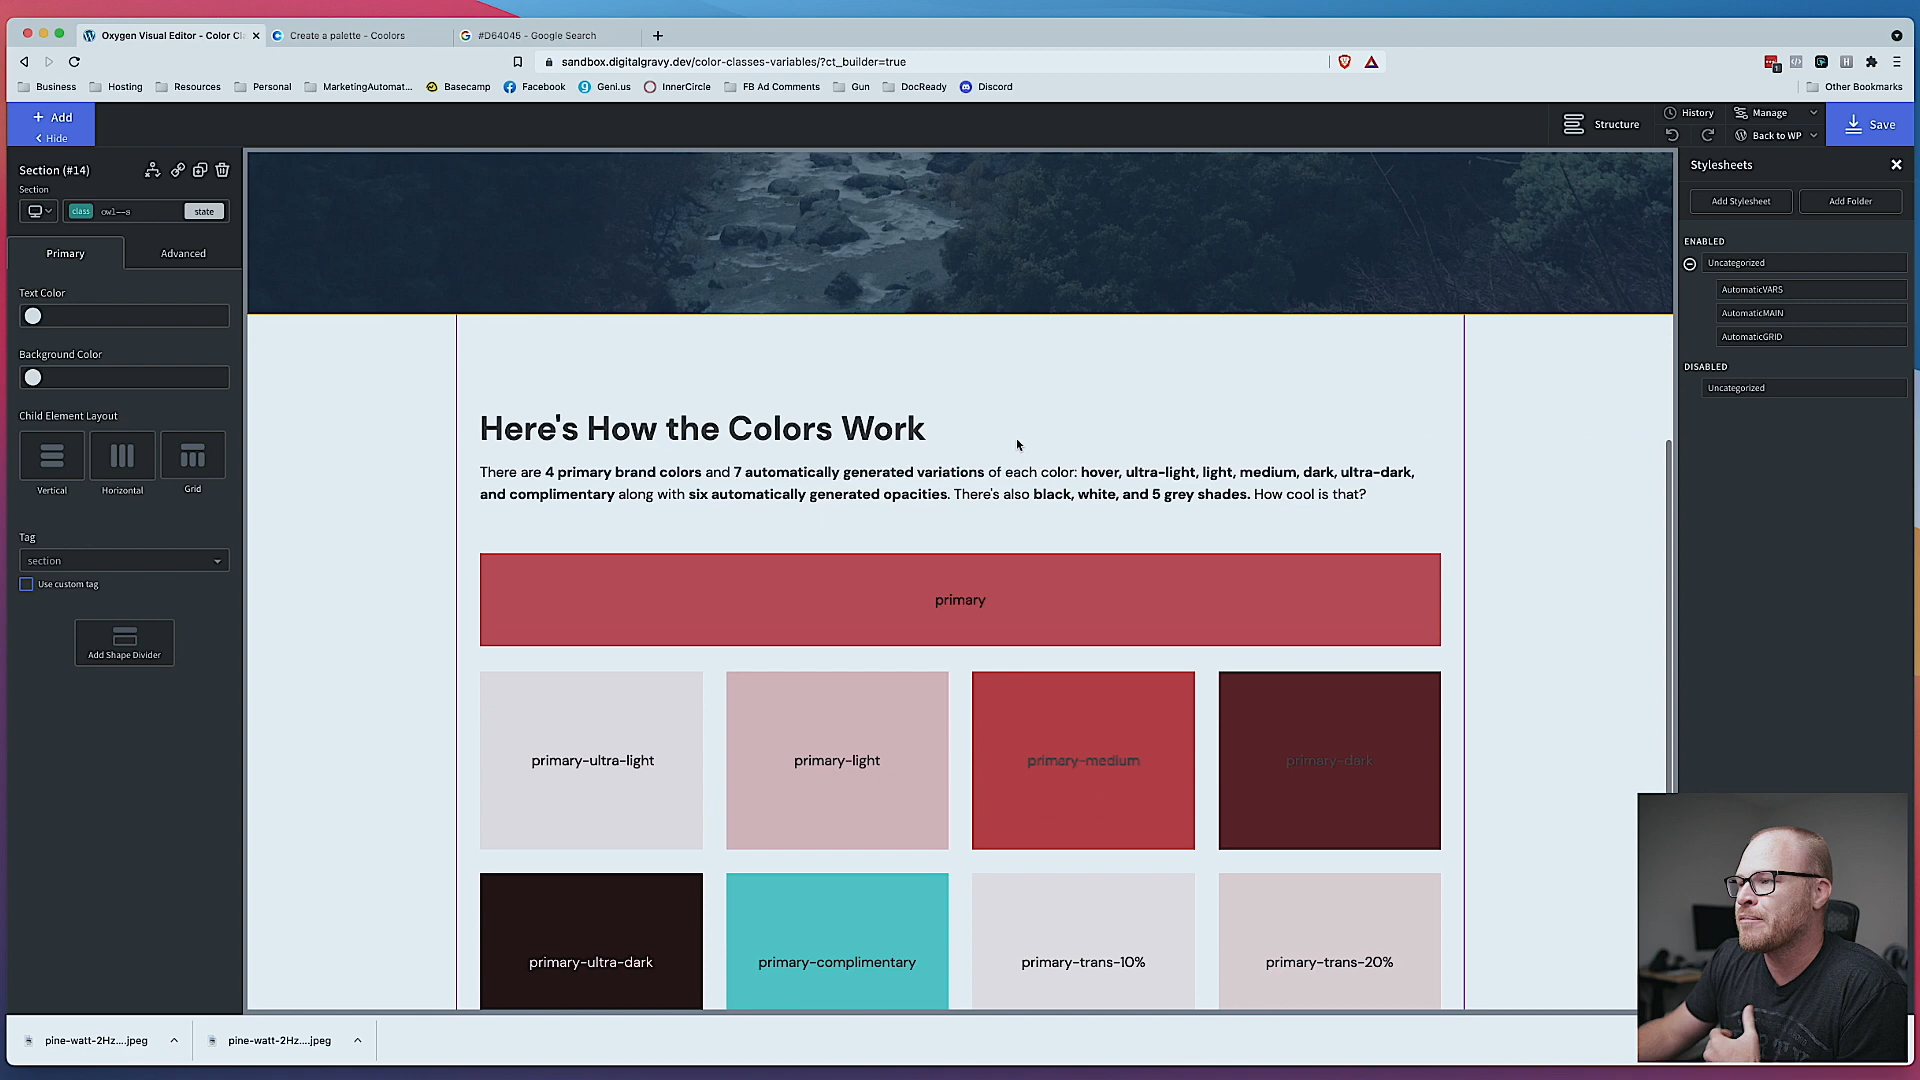 Oxygen Visual Editor - Color Cl
Create a palette - Coolors
#D64045 - Google Search
sandbox.digitalgravy.dev/color-classes-variables/?ct_builder=true
Business
Hosting
Resources
Personal
MarketingAutomat...
Basecamp
Facebook
Geni.us
InnerCircle
FB Ad Comments
Gun
DocReady
Discord
Other Bookmarks
+ Add
< Hide
Structure
History
Manage
Back to WP
Save
Section (#14)
Section
class owl--s state
Primary
Advanced
Text Color
Background Color
Child Element Layout
Vertical
Horizontal
Grid
Tag
section
Use custom tag
Add Shape Divider
Here's How the Colors Work
There are 4 primary brand colors and 7 automatically generated variations of each color: hover, ultra-light, light, medium, dark, ultra-dark,
and complimentary along with six automatically generated opacities. There's also black, white, and 5 grey shades. How cool is that?
primary
primary-ultra-light
primary-light
primary-medium
primary-dark
primary-ultra-dark
primary-complimentary
primary-trans-10%
primary-trans-20%
Stylesheets
Add Stylesheet
Add Folder
ENABLED
Uncategorized
AutomaticVARS
AutomaticMAIN
AutomaticGRID
DISABLED
Uncategorized
pine-watt-2Hz....jpeg
pine-watt-2Hz....jpeg